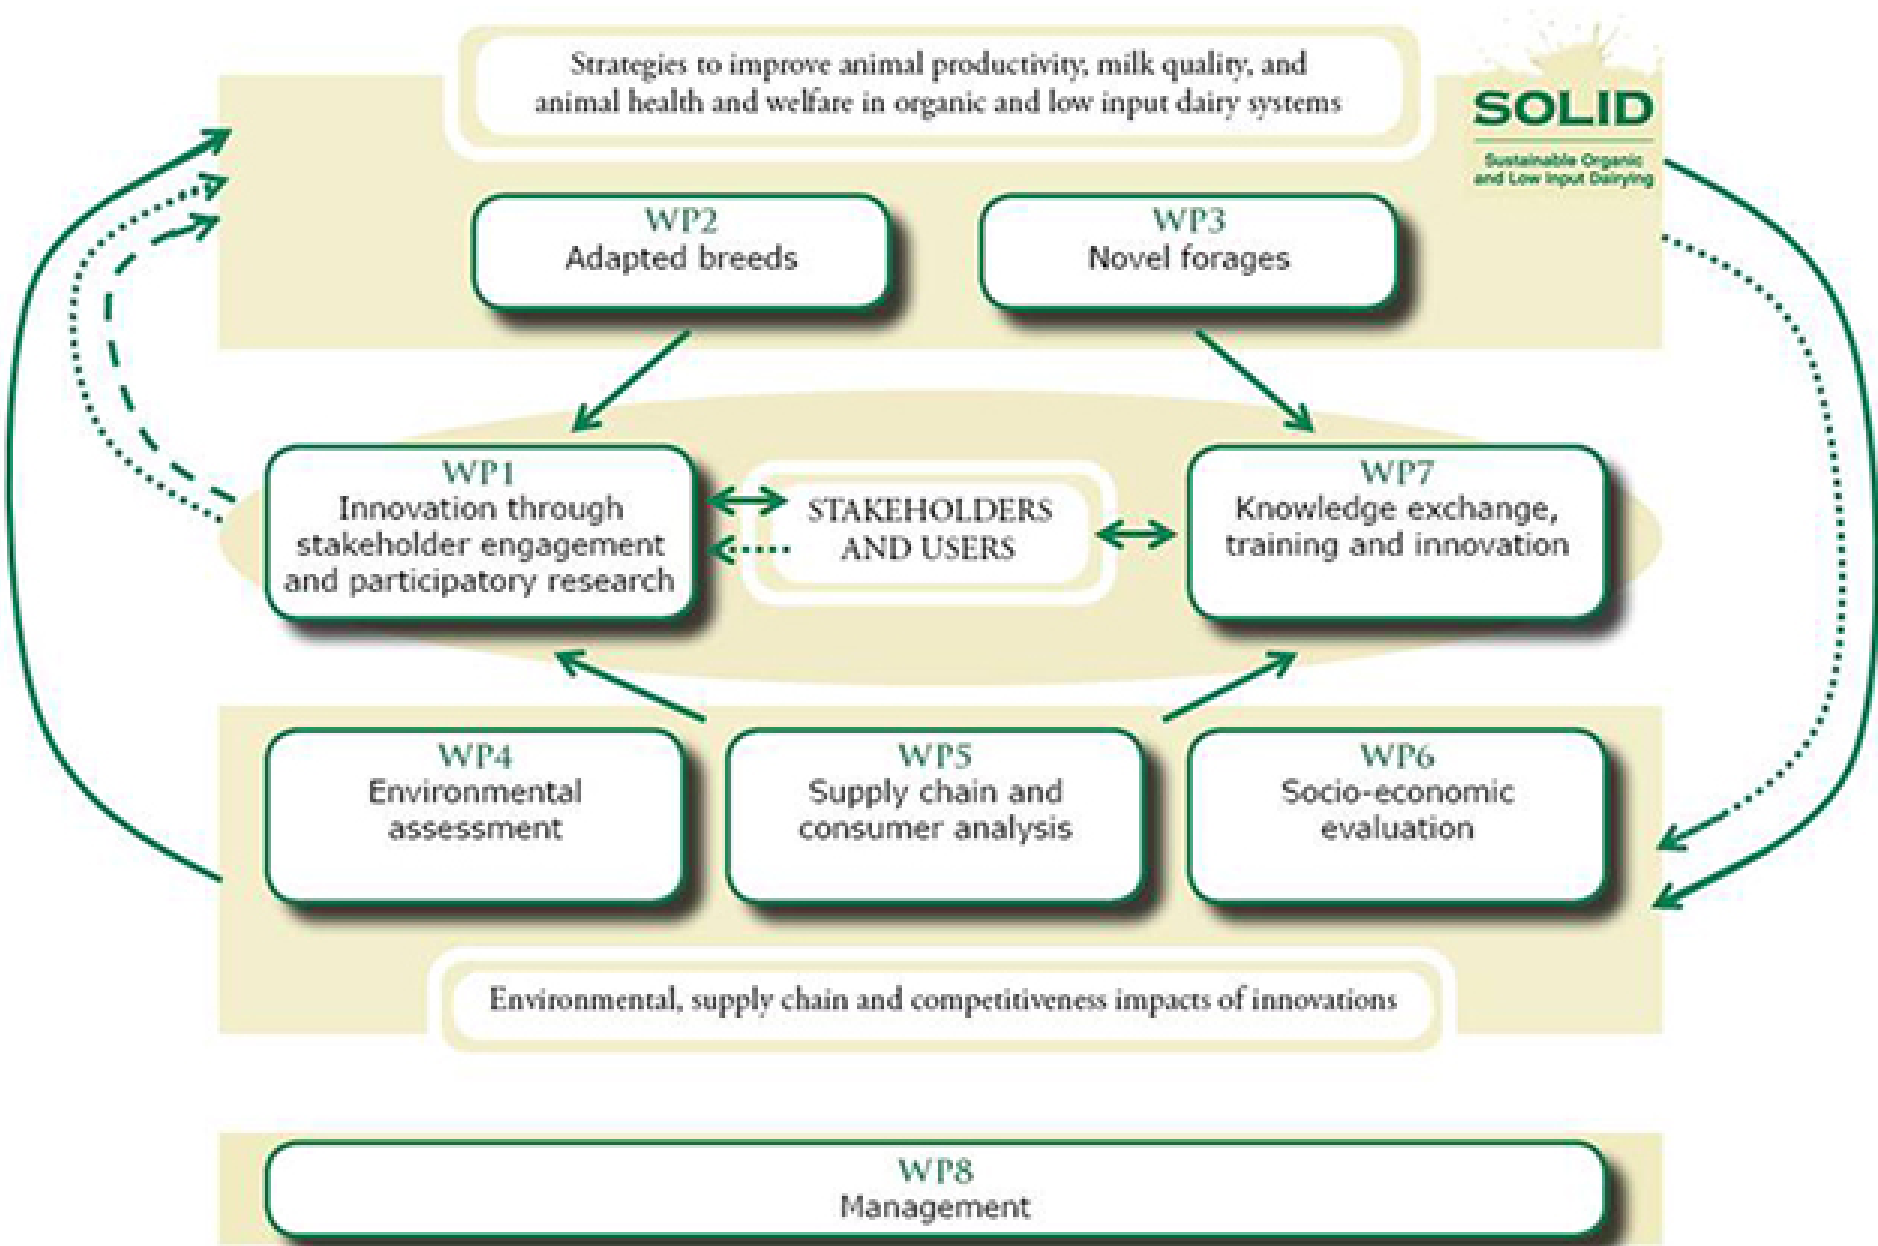 Strategies to improve animal productivity, milk quality, and
animal health and welfare in organic and low input dairy systems
SOLID
Sustainable Organic
and Low Input Dairying
WP2
Adapted breeds
WP3
Novel forages
WP1
Innovation through
stakeholder engagement
and participatory research
STAKEHOLDERS
AND USERS
WP7
Knowledge exchange,
training and innovation
WP4
Environmental
assessment
WP5
Supply chain and
consumer analysis
WP6
Socio-economic
evaluation
Environmental, supply chain and competitiveness impacts of innovations
WP8
Management